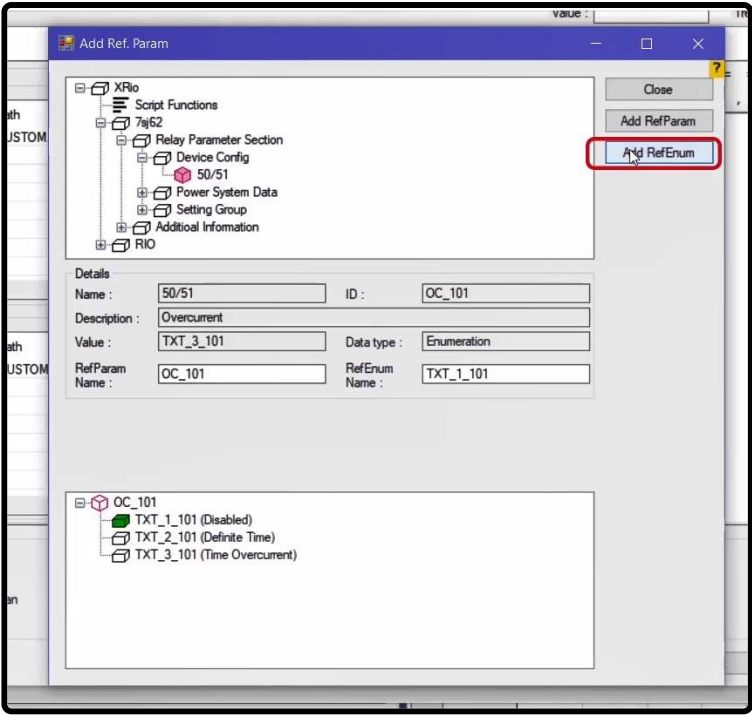 Value :
Add Ref. Param
?
XRio
Script Functions
7sj62
Relay Parameter Section
Device Config
50/51
Power System Data
Setting Group
Additioal Information
RIO
Close
Add RefParam
Add RefEnum
ath
USTOM
Details
Name : 50/51 ID : OC_101
Description : Overcurrent
Value : TXT_3_101 Data type : Enumeration
RefParam Name : OC_101 RefEnum Name : TXT_1_101
ath
USTOM
OC_101
TXT_1_101 (Disabled)
TXT_2_101 (Definite Time)
TXT_3_101 (Time Overcurrent)
an